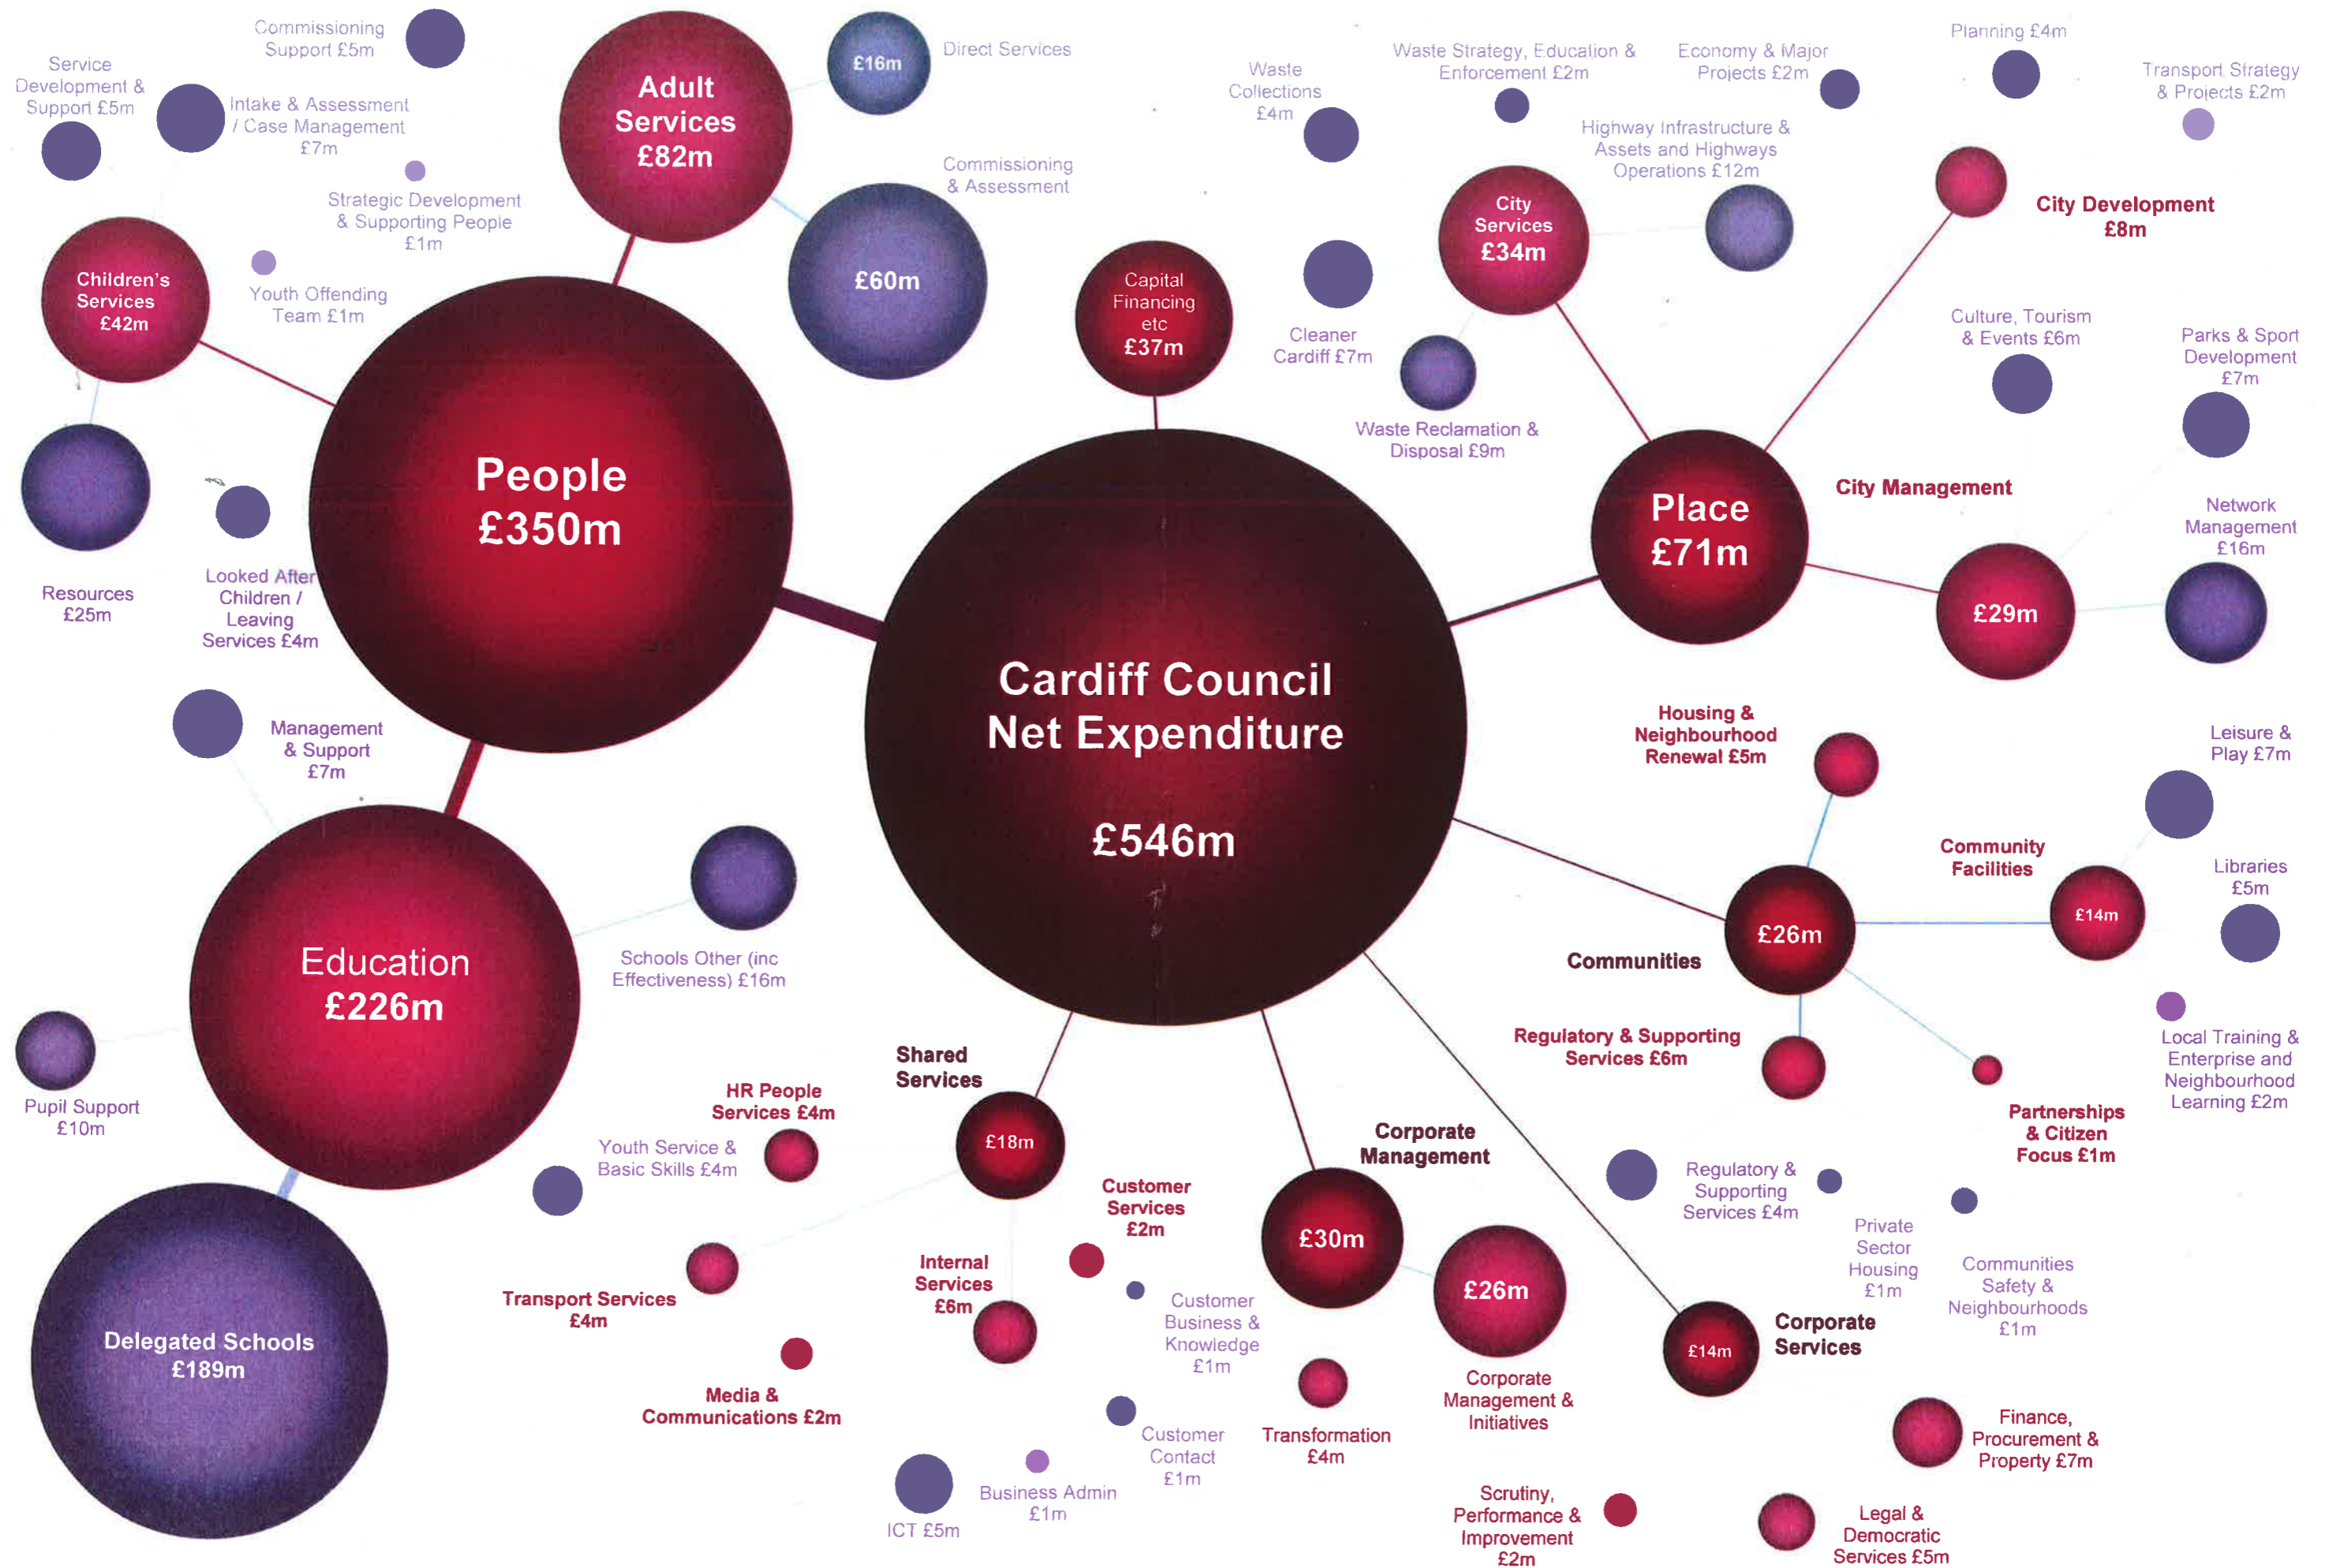 Commissioning
Support £5m
Service
Development &
Support £5m
Intake & Assessment
/ Case Management
£7m
Strategic Development
& Supporting People
£1m
Youth Offending
Team £1m
Children's
Services
£42m
Resources
£25m
Looked After
Children /
Leaving
Services £4m
Adult
Services
£82m
£16m
Direct Services
Commissioning
& Assessment
£60m
People
£350m
Management
& Support
£7m
Education
£226m
Schools Other (inc
Effectiveness) £16m
Pupil Support
£10m
Youth Service &
Basic Skills £4m
Delegated Schools
£189m
Capital
Financing
etc
£37m
Cardiff Council
Net Expenditure
£546m
Waste
Collections
£4m
Waste Strategy, Education &
Enforcement £2m
Highway Infrastructure &
Assets and Highways
Operations £12m
City
Services
£34m
Cleaner
Cardiff £7m
Waste Reclamation &
Disposal £9m
Economy & Major
Projects £2m
Planning £4m
Transport Strategy
& Projects £2m
City Development
£8m
Place
£71m
City Management
£29m
Culture, Tourism
& Events £6m
Parks & Sport
Development
£7m
Network
Management
£16m
Housing &
Neighbourhood
Renewal £5m
Communities
£26m
Community
Facilities
£14m
Leisure &
Play £7m
Libraries
£5m
Local Training &
Enterprise and
Neighbourhood
Learning £2m
Regulatory & Supporting
Services £6m
Partnerships
& Citizen
Focus £1m
Regulatory &
Supporting
Services £4m
Private
Sector
Housing
£1m
Communities
Safety &
Neighbourhoods
£1m
Shared
Services
£18m
HR People
Services £4m
Transport Services
£4m
Media &
Communications £2m
Internal
Services
£6m
Customer
Services
£2m
Customer
Business &
Knowledge
£1m
Customer
Contact
£1m
Business Admin
£1m
ICT £5m
Corporate
Management
£30m
£26m
Corporate
Management &
Initiatives
Transformation
£4m
Corporate
Services
£14m
Finance,
Procurement &
Property £7m
Legal &
Democratic
Services £5m
Scrutiny,
Performance &
Improvement
£2m